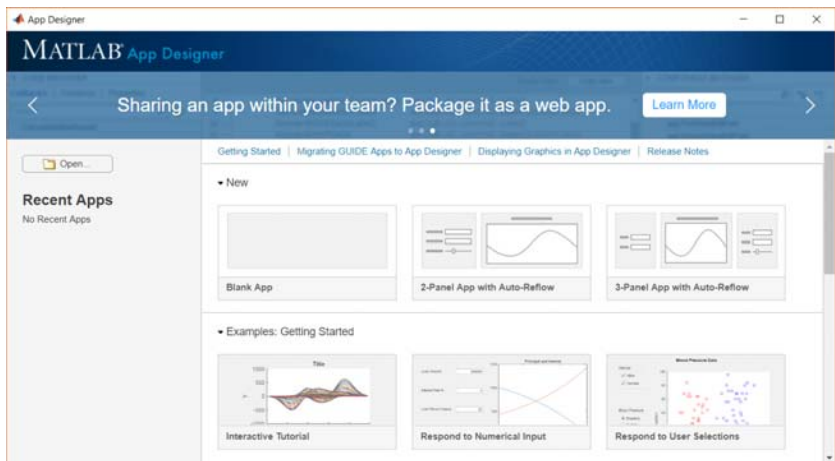 App Designer
MATLAB® App Designer
Sharing an app within your team? Package it as a web app. Learn More
Open...
Getting Started | Migrating GUIDE Apps to App Designer | Displaying Graphics in App Designer | Release Notes
Recent Apps
No Recent Apps
New
Blank App
2-Panel App with Auto-Reflow
3-Panel App with Auto-Reflow
Examples: Getting Started
Title
Interactive Tutorial
Respond to Numerical Input
Blood Pressure Data
Respond to User Selections